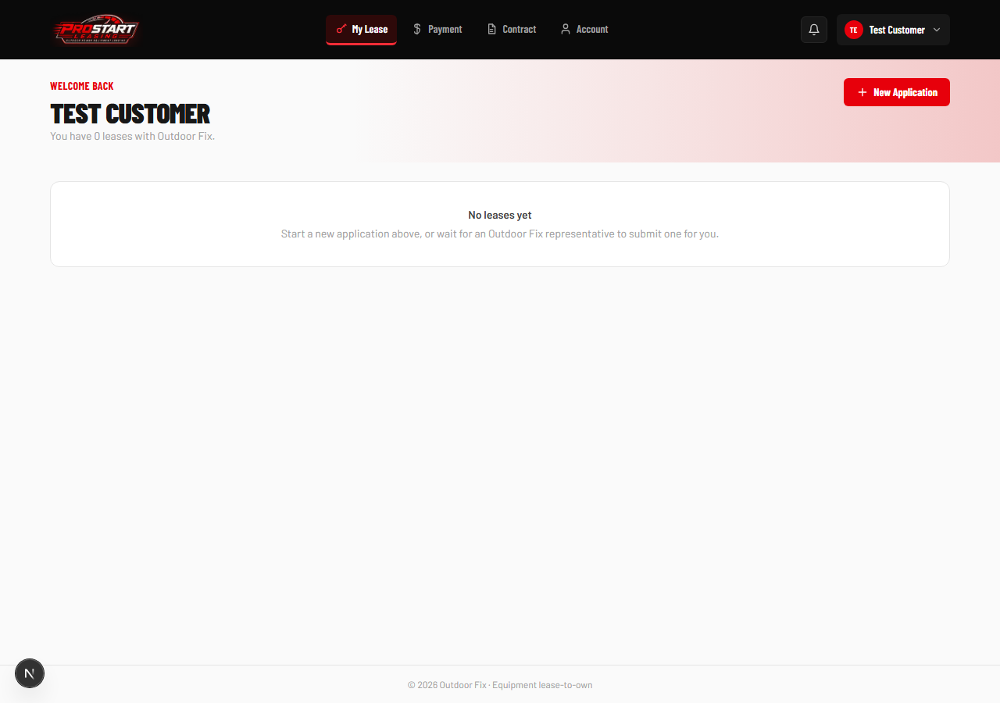 PROSTART
LEASING
My Lease
Payment
Contract
Account
TE
Test Customer
WELCOME BACK
TEST CUSTOMER
You have 0 leases with Outdoor Fix.
New Application
No leases yet
Start a new application above, or wait for an Outdoor Fix representative to submit one for you.
N
© 2026 Outdoor Fix · Equipment lease-to-own